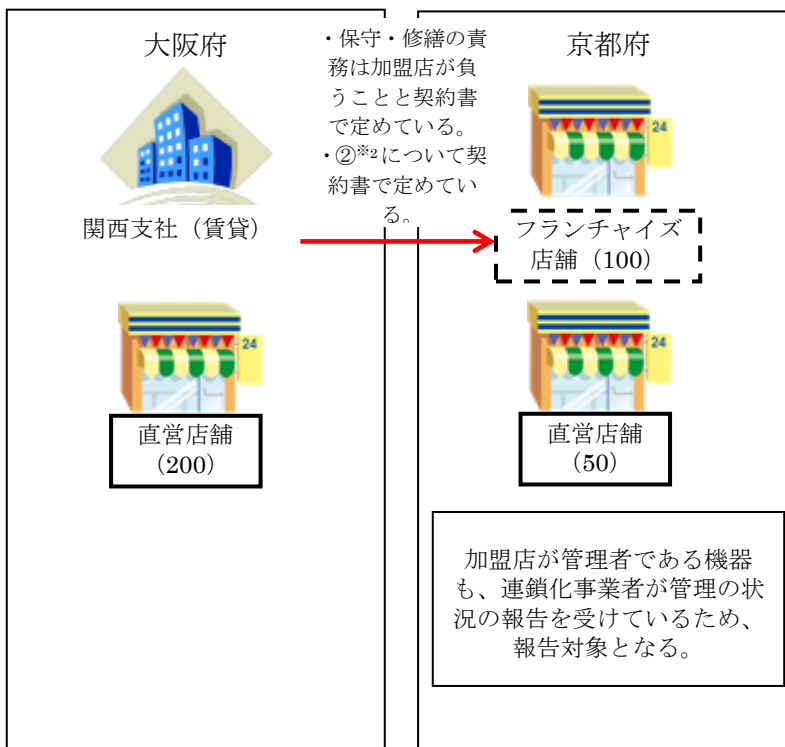 大阪府
・保守・修繕の責
務は加盟店が負
うことと契約書
で定めている。
・②※2について契
約書で定めてい
る。
京都府
24
関西支社（賃貸）
フランチャイズ
店舗（100）
24
直営店舗
（200）
24
直営店舗
（50）
加盟店が管理者である機器
も、連鎖化事業者が管理の状
況の報告を受けているため、
報告対象となる。